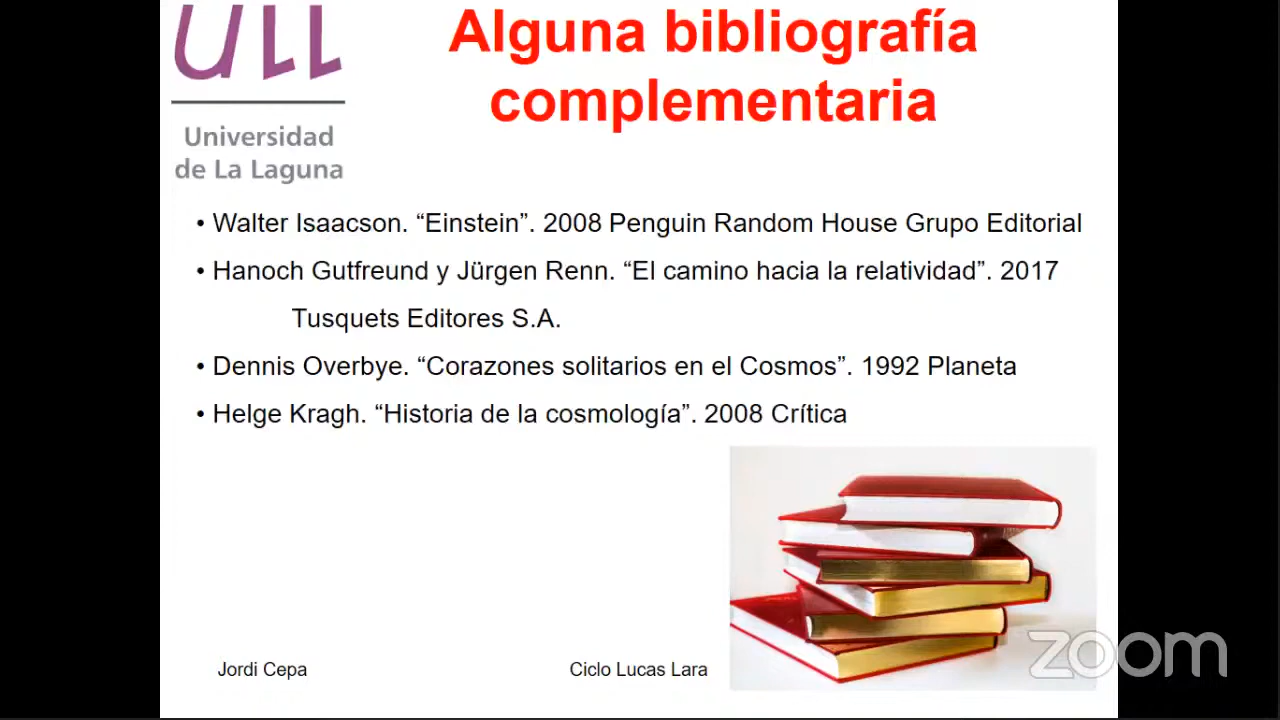 ULL
Universidad
de La Laguna
Alguna bibliografía
complementaria
• Walter Isaacson. “Einstein”. 2008 Penguin Random House Grupo Editorial
• Hanoch Gutfreund y Jürgen Renn. “El camino hacia la relatividad”. 2017
Tusquets Editores S.A.
• Dennis Overbye. “Corazones solitarios en el Cosmos”. 1992 Planeta
• Helge Kragh. “Historia de la cosmología”. 2008 Crítica
Jordi Cepa
Ciclo Lucas Lara
zoom